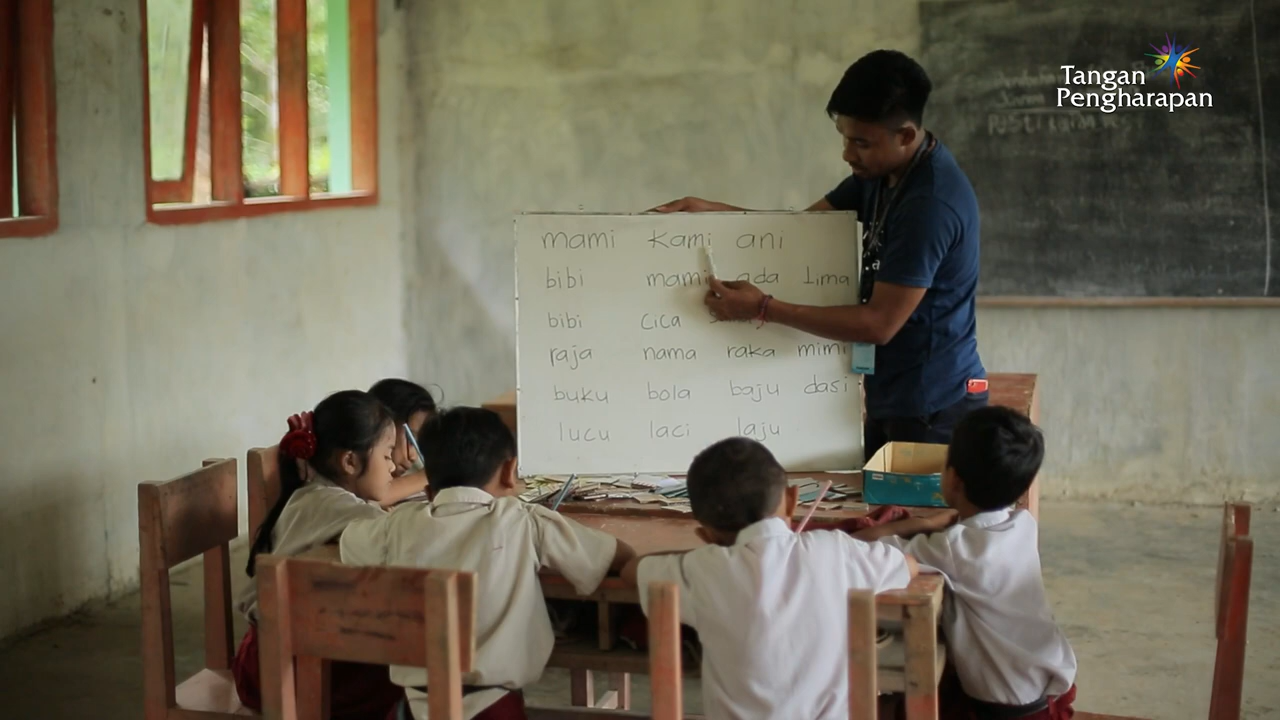 Tangan
Pengharapan
mami kami ani
bibi mami ada lima
bibi cica
raja nama raka mimi
buku bola baju dasi
lucu laci laju